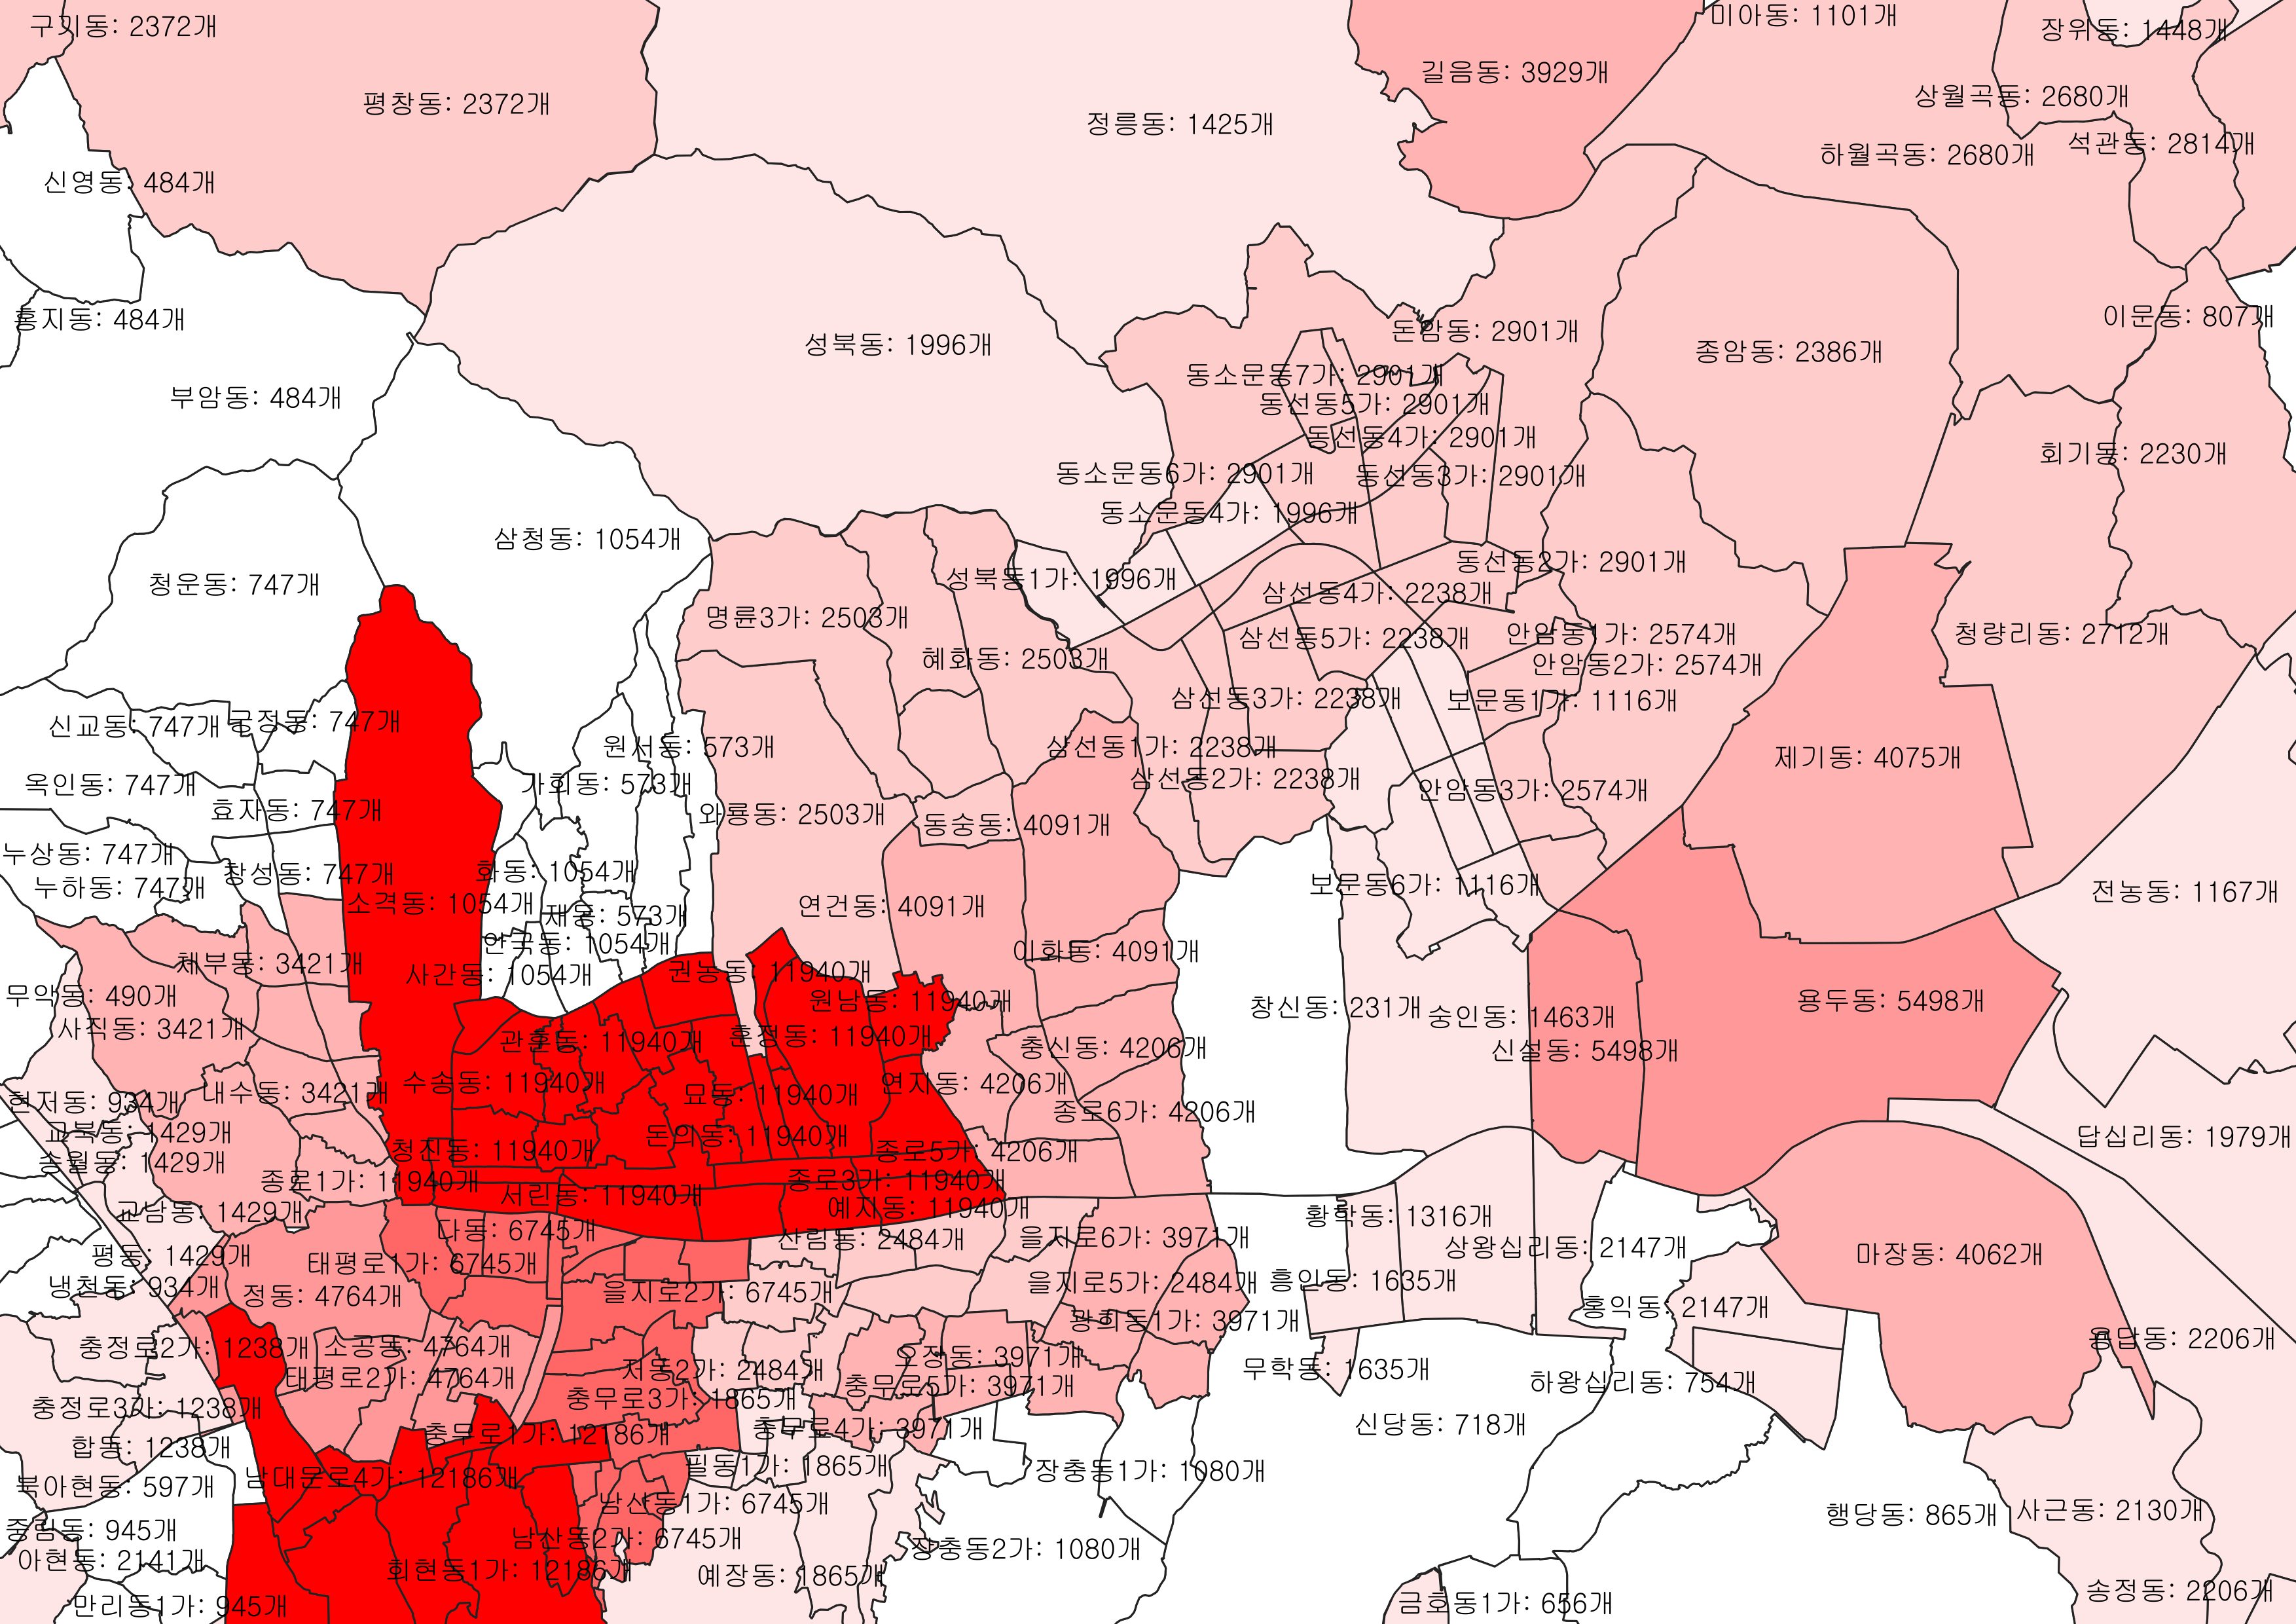 미아동: 1101개
구기동: 2372개
장위동: 1448개
길음동: 3929개
상월곡동: 2680개
평창동: 2372개
정릉동: 1425개
석관동: 2814개
하월곡동: 2680개
신영동: 484개
이문동: 807개
홍지동: 484개
돈암동: 2901개
성북동: 1996개
종암동: 2386개
동소문동7가: 2901개
부암동: 484개
동선동5가: 2901개
동선동4가: 2901개
회기동: 2230개
동소문동6가: 2901개
동선동3가: 2901개
동소문동4가: 1996개
삼청동: 1054개
동선동2가: 2901개
성북동1가: 1996개
청운동: 747개
삼선동4가: 2238개
명륜3가: 2503개
안암동1가: 2574개
청량리동: 2712개
삼선동5가: 2238개
혜화동: 2503개
안암동2가: 2574개
삼선동3가: 2238개
보문동1가: 1116개
신교동: 747개
궁정동: 747개
원서동: 573개
삼선동1가: 2238개
제기동: 4075개
삼선동2가: 2238개
옥인동: 747개
가회동: 573개
안암동3가: 2574개
효자동: 747개
와룡동: 2503개
동숭동: 4091개
누상동: 747개
창성동: 747개
화동: 1054개
누하동: 747개
보문동6가: 1116개
전농동: 1167개
소격동: 1054개
재동: 573개
연건동: 4091개
안국동: 1054개
이화동: 4091개
체부동: 3421개
사간동: 1054개
권농동: 11940개
무악동: 490개
원남동: 11940개
창신동: 231개
용두동: 5498개
숭인동: 1463개
사직동: 3421개
관훈동: 11940개
훈정동: 11940개
충신동: 4206개
신설동: 5498개
수송동: 11940개
연지동: 4206개
내수동: 3421개
묘동: 11940개
현저동: 934개
종로6가: 4206개
교북동: 1429개
돈의동: 11940개
답십리동: 1979개
청진동: 11940개
종로5가: 4206개
송월동: 1429개
종로1가: 11940개
종로3가: 11940개
서린동: 11940개
예지동: 11940개
교남동: 1429개
황학동: 1316개
다동: 6745개
산림동: 2484개
을지로6가: 3971개
상왕십리동: 2147개
평동: 1429개
태평로1가: 6745개
마장동: 4062개
냉천동: 934개
정동: 4764개
을지로2가: 6745개
을지로5가: 2484개
흥인동: 1635개
홍익동: 2147개
광희동1가: 3971개
용답동: 2206개
충정로2가: 1238개
소공동: 4764개
오장동: 3971개
저동2가: 2484개
무학동: 1635개
태평로2가: 4764개
충무로5가: 3971개
하왕십리동: 754개
충무로3가: 1865개
충정로3가: 1238개
신당동: 718개
충무로1가: 12186개
충무로4가: 3971개
합동: 1238개
필동1가: 1865개
장충동1가: 1080개
남대문로4가: 12186개
북아현동: 597개
남산동1가: 6745개
행당동: 865개
사근동: 2130개
중림동: 945개
남산동2가: 6745개
장충동2가: 1080개
아현동: 2141개
회현동1가: 12186개
예장동: 1865개
송정동: 2206개
만리동1가: 945개
금호동1가: 656개